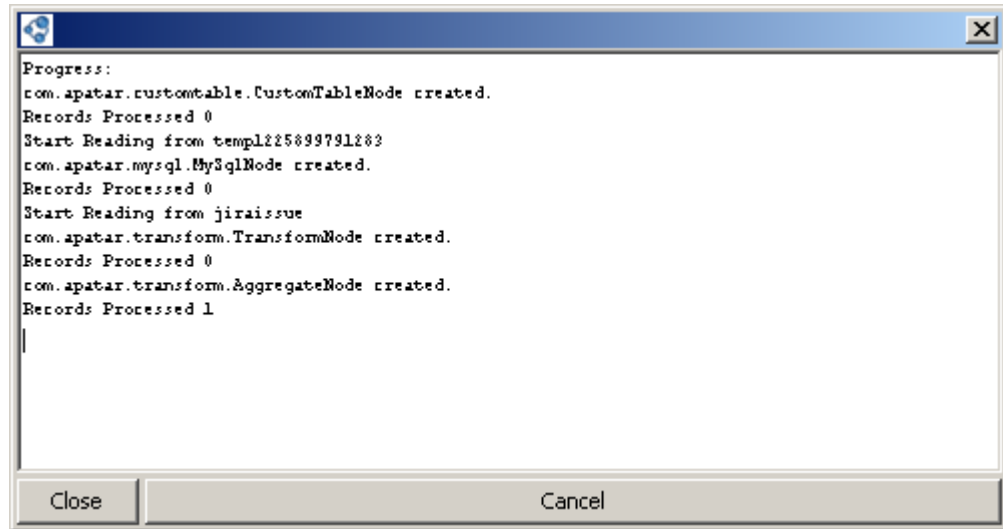 Progress:
com.apatar.customtable.CustomTableNode created.
Records Processed 0
Start Reading from temp1225899791283
com.apatar.mysql.MySqlNode created.
Records Processed 0
Start Reading from jiraissue
com.apatar.transform.TransformNode created.
Records Processed 0
com.apatar.transform.AggregateNode created.
Records Processed 1
Close
Cancel